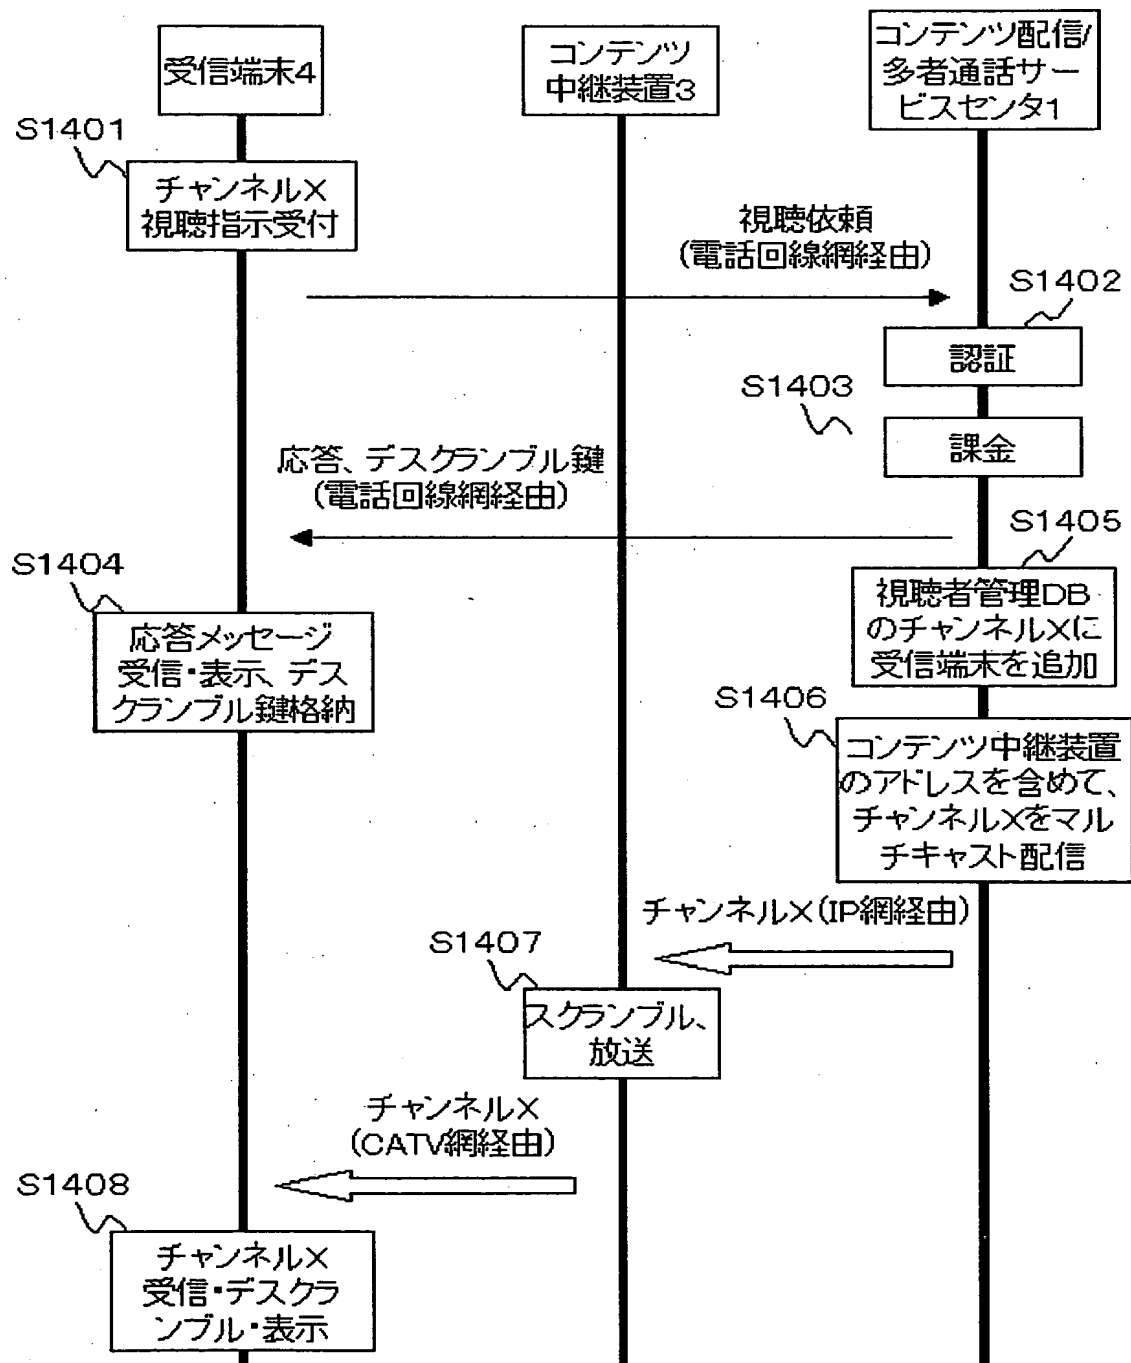 受信端末4
コンテンツ
中継装置3
コンテンツ配信/
多者通話サー
ビスセンタ1
S1401
チャンネルX
視聴指示受付
視聴依頼
(電話回線網経由)
S1402
認証
S1403
課金
応答、デスクランブル鍵
(電話回線網経由)
S1405
視聴者管理DB
のチャンネルXに
受信端末を追加
S1404
応答メッセージ
受信・表示、デス
クランブル鍵格納
S1406
コンテンツ中継装置
のアドレスを含めて、
チャンネルXをマル
チキャスト配信
チャンネルX(IP網経由)
S1407
スクランブル、
放送
チャンネルX
(CATV網経由)
S1408
チャンネルX
受信・デスクラ
ンブル・表示